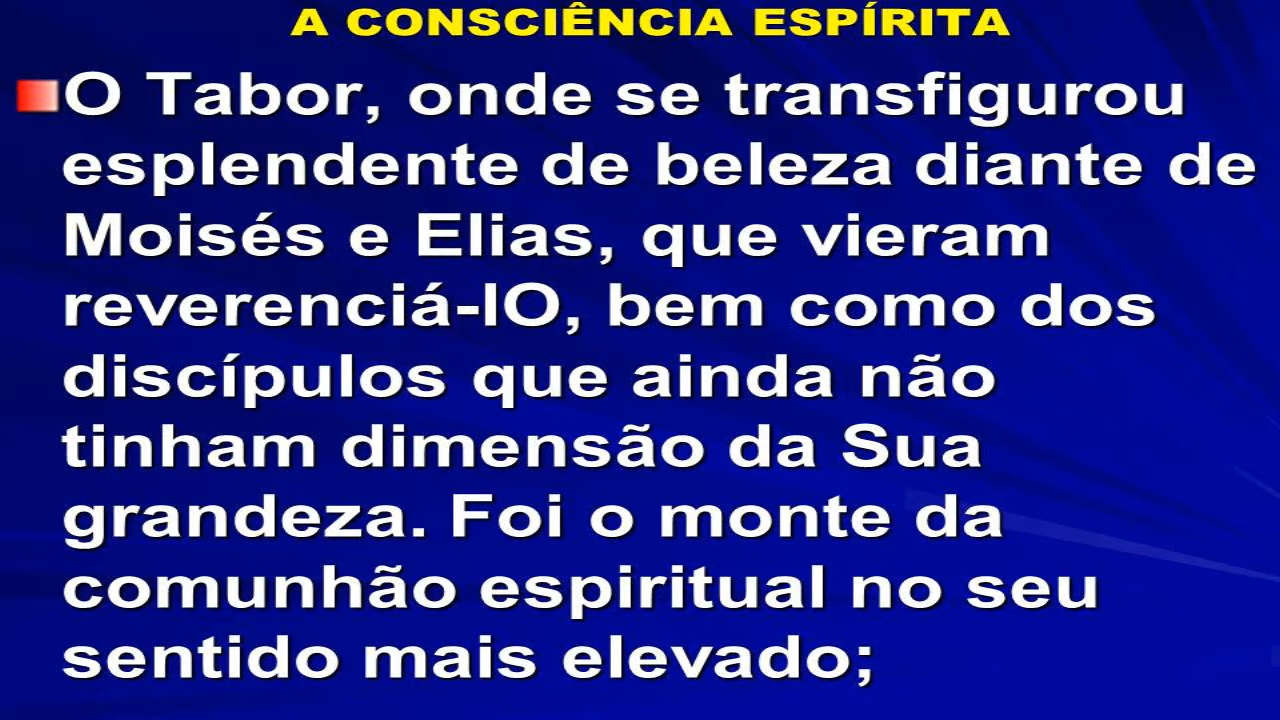 A CONSCIÊNCIA ESPÍRITA
O Tabor, onde se transfigurou
esplendente de beleza diante de
Moisés e Elias, que vieram
reverenciá-lO, bem como dos
discípulos que ainda não
tinham dimensão da Sua
grandeza. Foi o monte da
comunhão espiritual no seu
sentido mais elevado;